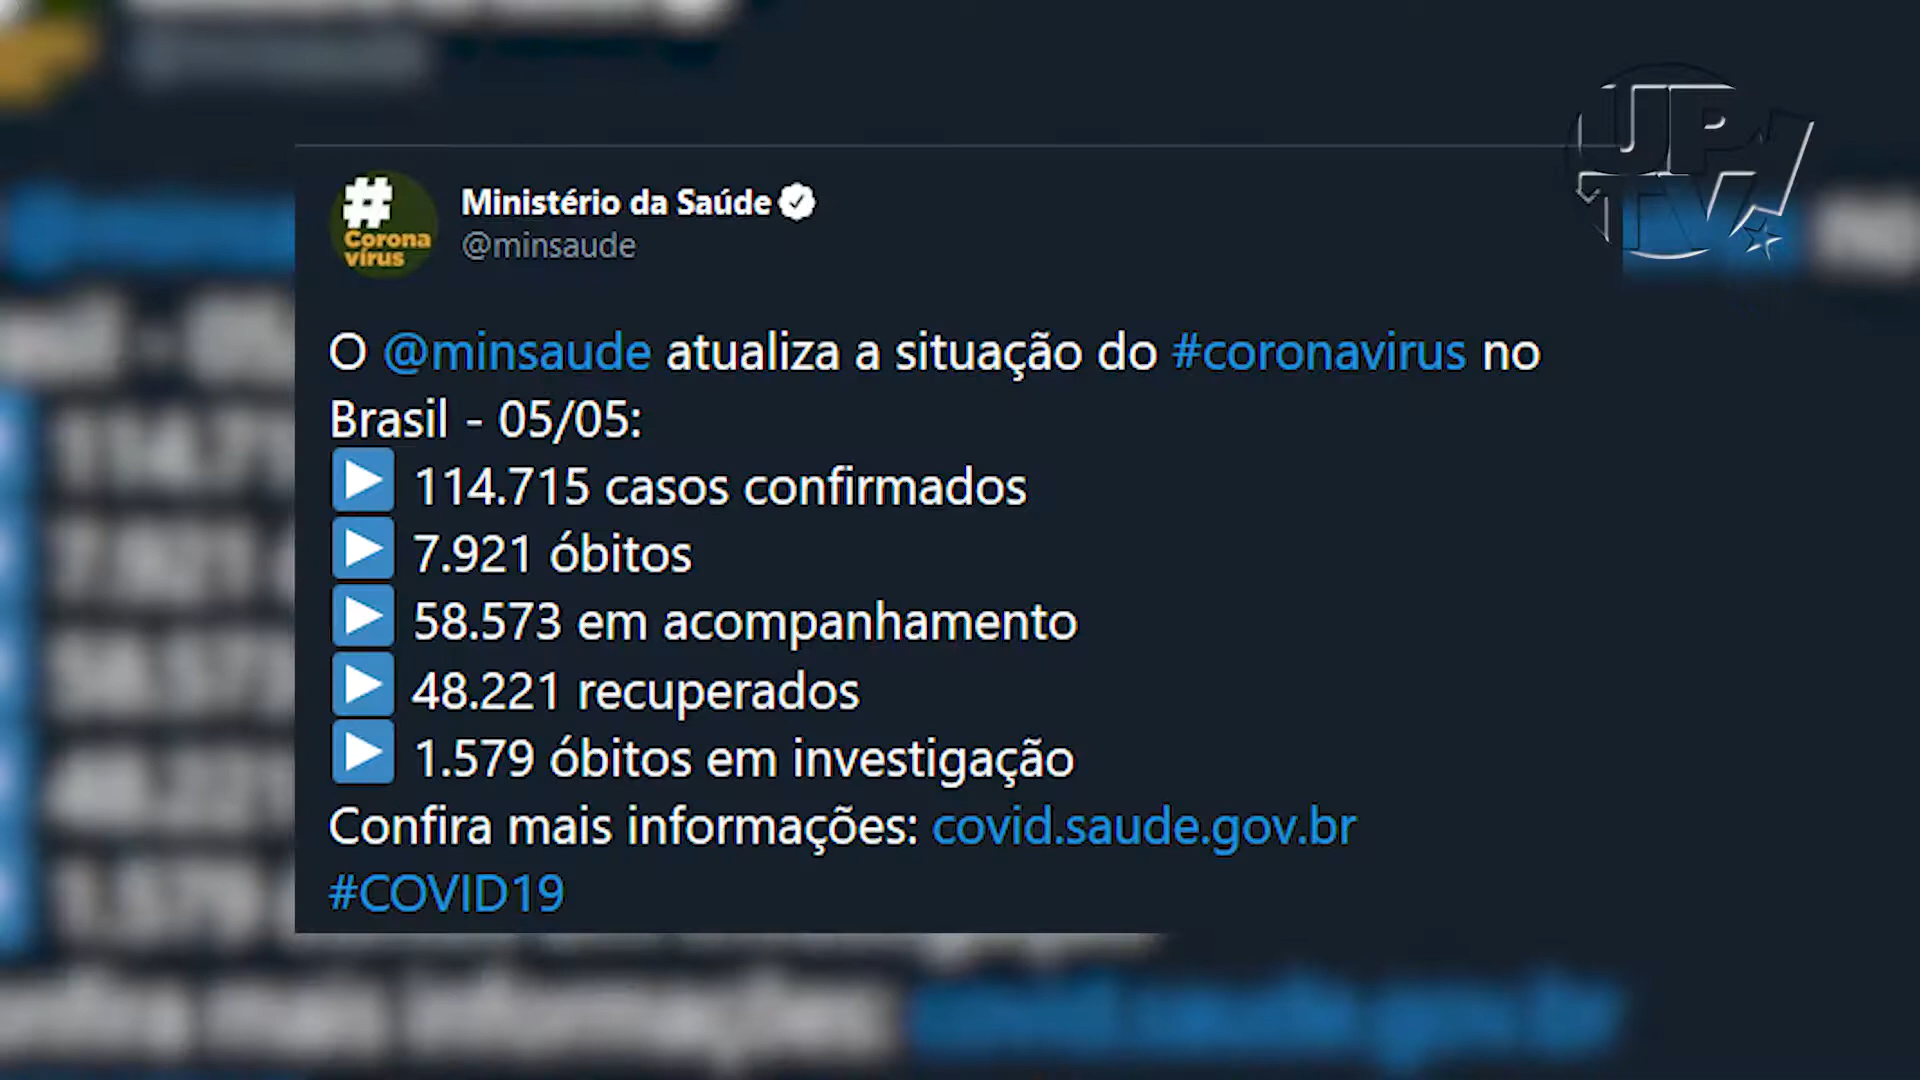 UP!
TV
# Corona vírus
Ministério da Saúde
@minsaude
O @minsaude atualiza a situação do #coronavirus no
Brasil - 05/05:
114.715 casos confirmados
7.921 óbitos
58.573 em acompanhamento
48.221 recuperados
1.579 óbitos em investigação
Confira mais informações: covid.saude.gov.br
#COVID19